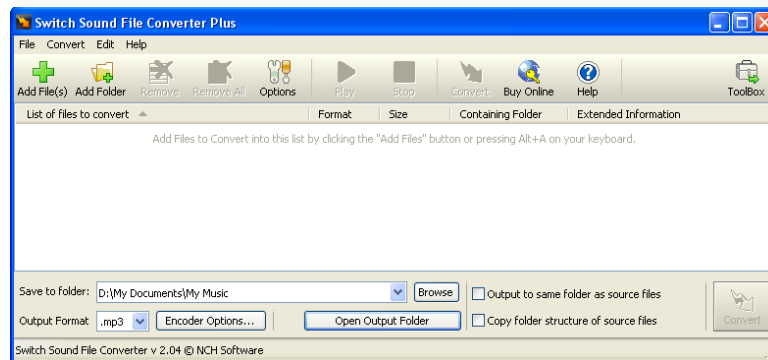 Switch Sound File Converter Plus
File Convert Edit Help
Add File(s) Add Folder Remove Remove All Options Play Stop Convert Buy Online Help ToolBox
List of files to convert Format Size Containing Folder Extended Information
Add Files to Convert into this list by clicking the "Add Files" button or pressing Alt+A on your keyboard.
Save to folder: D:\My Documents\My Music Browse Output to same folder as source files
Output Format .mp3 Encoder Options... Open Output Folder Copy folder structure of source files Convert
Switch Sound File Converter v 2.04 © NCH Software